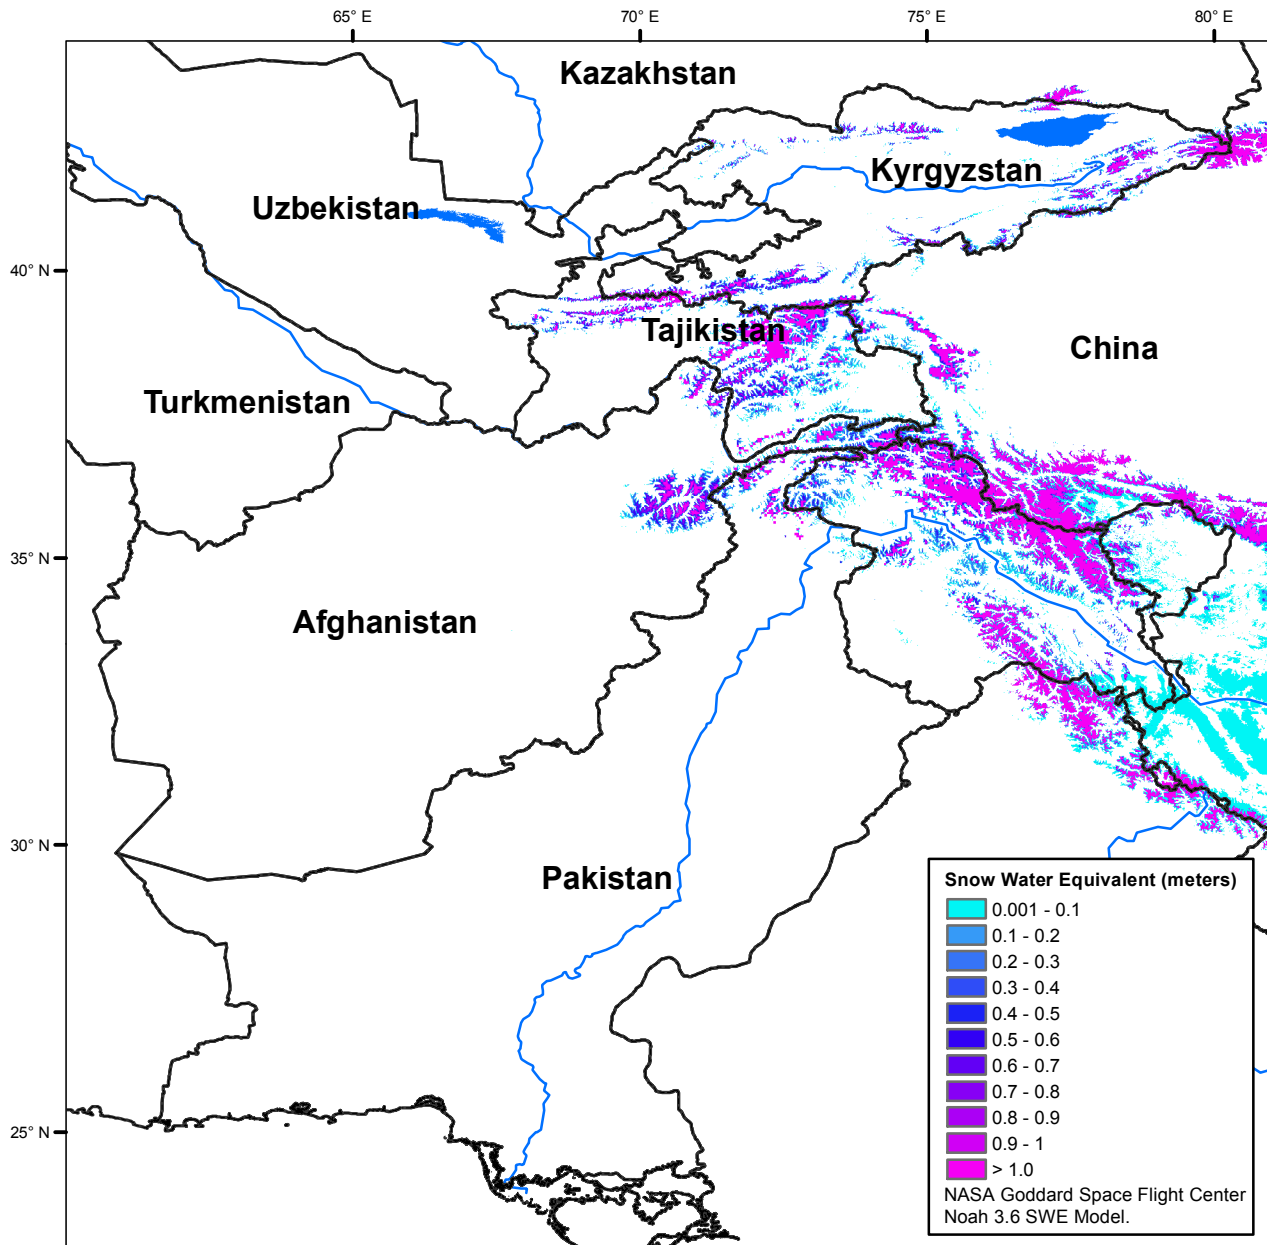 65° E
70° E
75° E
80° E
Kazakhstan
Kyrgyzstan
Uzbekistan
40° N
Tajikistan
China
Turkmenistan
35° N
Afghanistan
30° N
Pakistan
25° N
Snow Water Equivalent (meters)
0.001 - 0.1
0.1 - 0.2
0.2 - 0.3
0.3 - 0.4
0.4 - 0.5
0.5 - 0.6
0.6 - 0.7
0.7 - 0.8
0.8 - 0.9
0.9 - 1
> 1.0
NASA Goddard Space Flight Center
Noah 3.6 SWE Model.